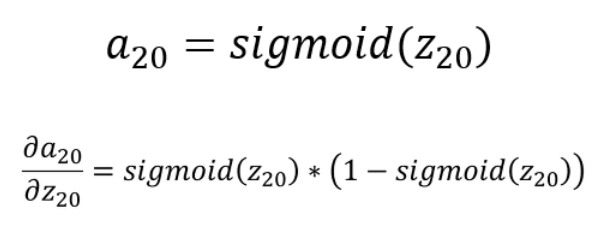 a₂₀ = sigmoid(z₂₀)
∂a₂₀/∂z₂₀ = sigmoid(z₂₀) * (1 − sigmoid(z₂₀))